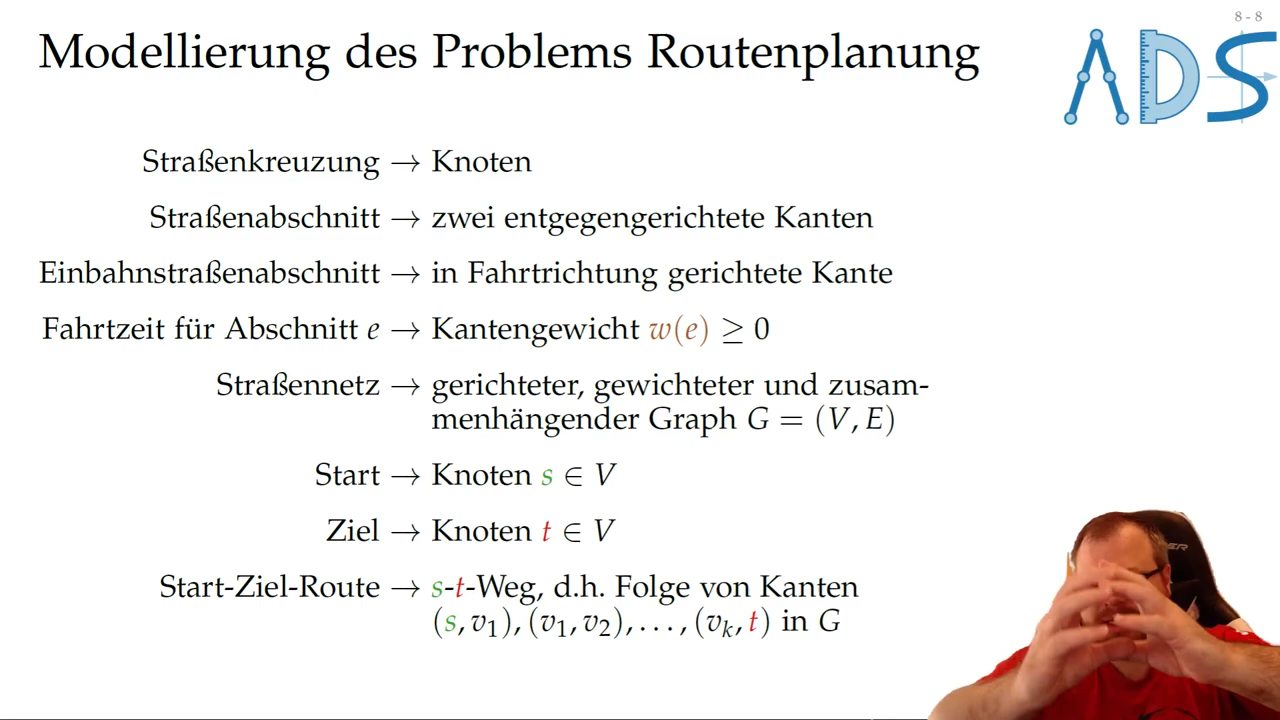 8 - 8
Modellierung des Problems Routenplanung
ADS
Straßenkreuzung → Knoten
Straßenabschnitt → zwei entgegengerichtete Kanten
Einbahnstraßenabschnitt → in Fahrtrichtung gerichtete Kante
Fahrtzeit für Abschnitt e → Kantengewicht w(e) ≥ 0
Straßennetz → gerichteter, gewichteter und zusam-
menhängender Graph G = (V, E)
Start → Knoten s ∈ V
Ziel → Knoten t ∈ V
Start-Ziel-Route → s-t-Weg, d.h. Folge von Kanten
(s, v₁), (v₁, v₂), . . . , (vₖ, t) in G